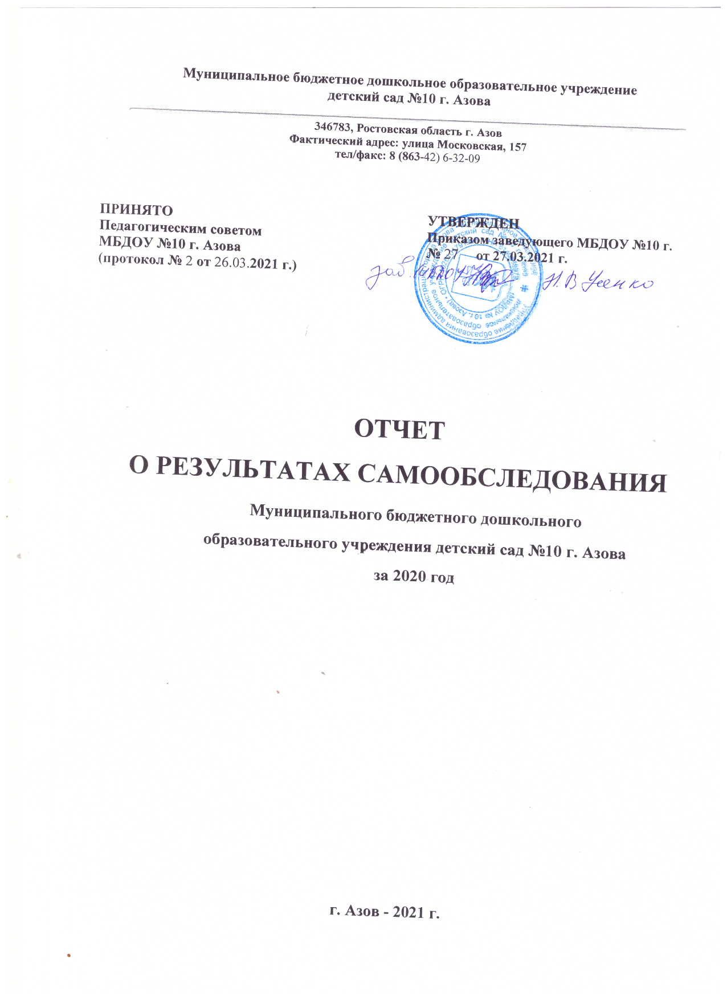 Муниципальное бюджетное дошкольное образовательное учреждение
детский сад №10 г. Азова
346783, Ростовская область г. Азов
Фактический адрес: улица Московская, 157
тел/факс: 8 (863-42) 6-32-09
ПРИНЯТО
Педагогическим советом
МБДОУ №10 г. Азова
(протокол № 2 от 26.03.2021 г.)
УТВЕРЖДЕН
Приказом заведующего МБДОУ №10 г.
№ 27 от 27.03.2021 г.
зав. МБДОУ Н.В Усенко
ОТЧЕТ
О РЕЗУЛЬТАТАХ САМООБСЛЕДОВАНИЯ
Муниципального бюджетного дошкольного
образовательного учреждения детский сад №10 г. Азова
за 2020 год
г. Азов - 2021 г.